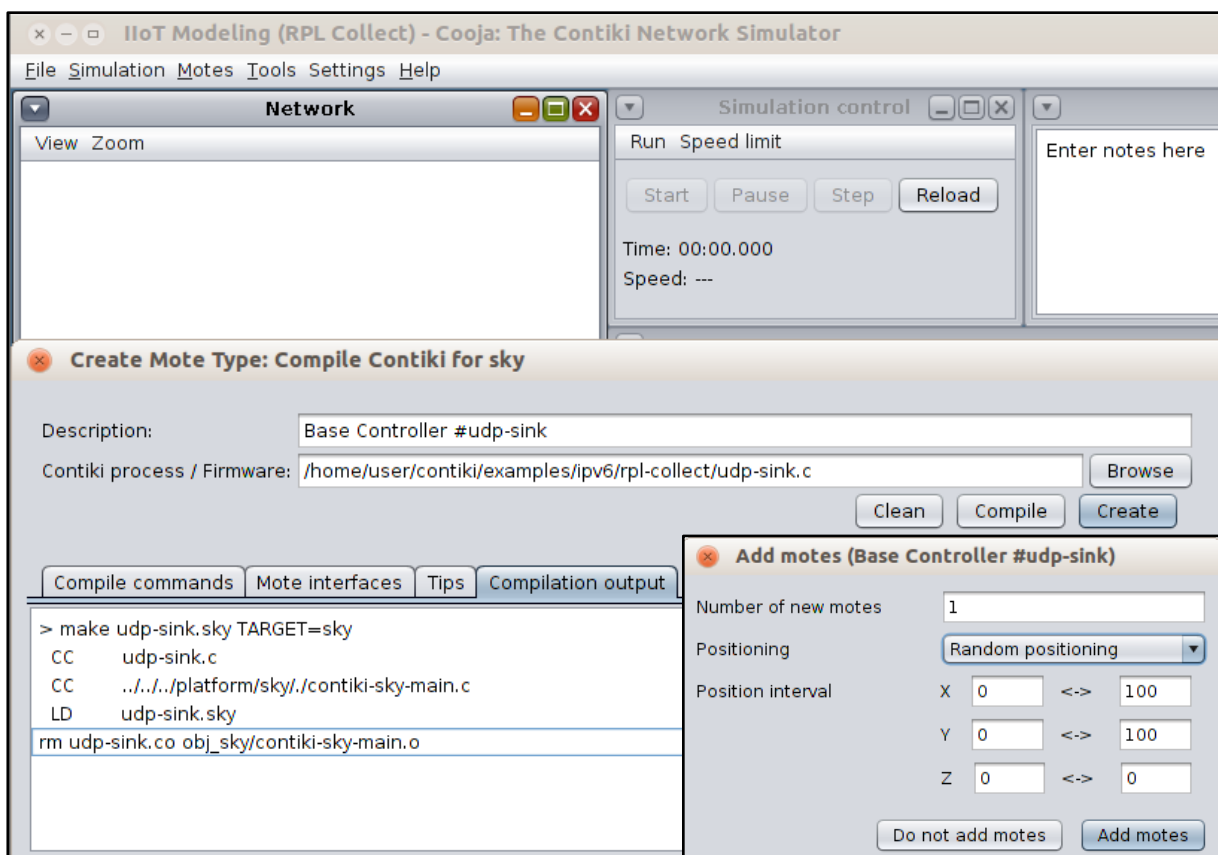 IIoT Modeling (RPL Collect) - Cooja: The Contiki Network Simulator
File Simulation Motes Tools Settings Help
Network
View Zoom
Simulation control
Run Speed limit
Start Pause Step Reload
Time: 00:00.000
Speed: ---
Enter notes here
Create Mote Type: Compile Contiki for sky
Description: Base Controller #udp-sink
Contiki process / Firmware: /home/user/contiki/examples/ipv6/rpl-collect/udp-sink.c Browse
Clean Compile Create
Compile commands Mote interfaces Tips Compilation output
> make udp-sink.sky TARGET=sky
CC udp-sink.c
CC ../../../platform/sky/./contiki-sky-main.c
LD udp-sink.sky
rm udp-sink.co obj_sky/contiki-sky-main.o
Add motes (Base Controller #udp-sink)
Number of new motes 1
Positioning Random positioning
Position interval X 0 <-> 100
Y 0 <-> 100
Z 0 <-> 0
Do not add motes Add motes